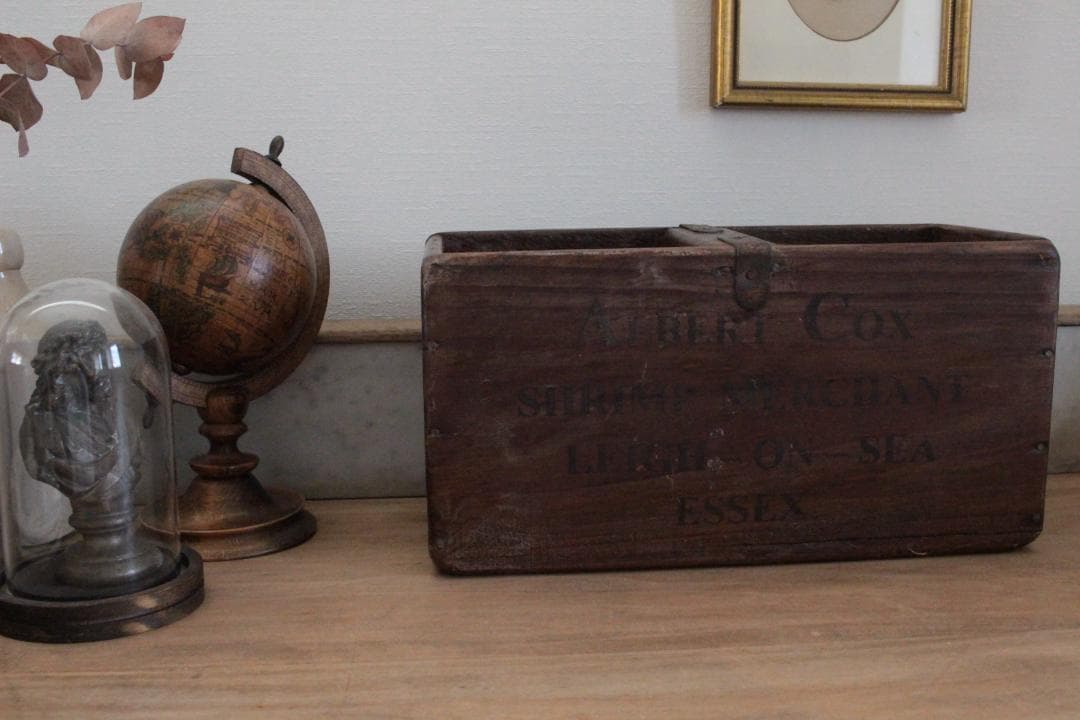 ALBERT COX
SHRIMP MERCHANT
LEIGH-ON-SEA
ESSEX